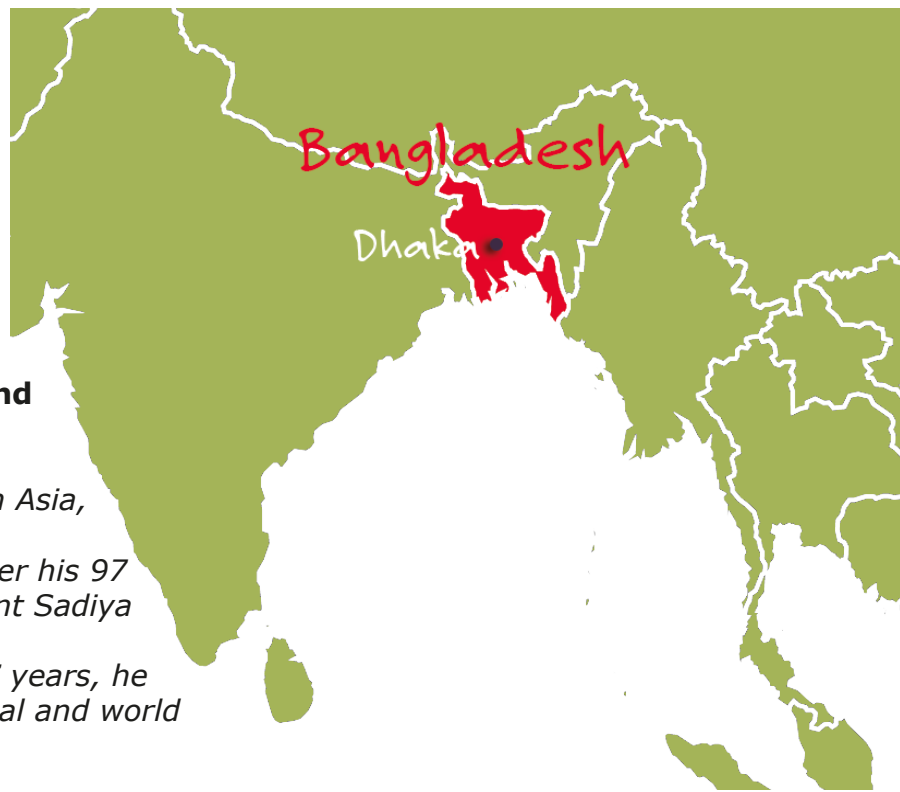 Bangladesh
Dhaka
nd
n Asia,
er his 97
nt Sadiya
years, he
al and world